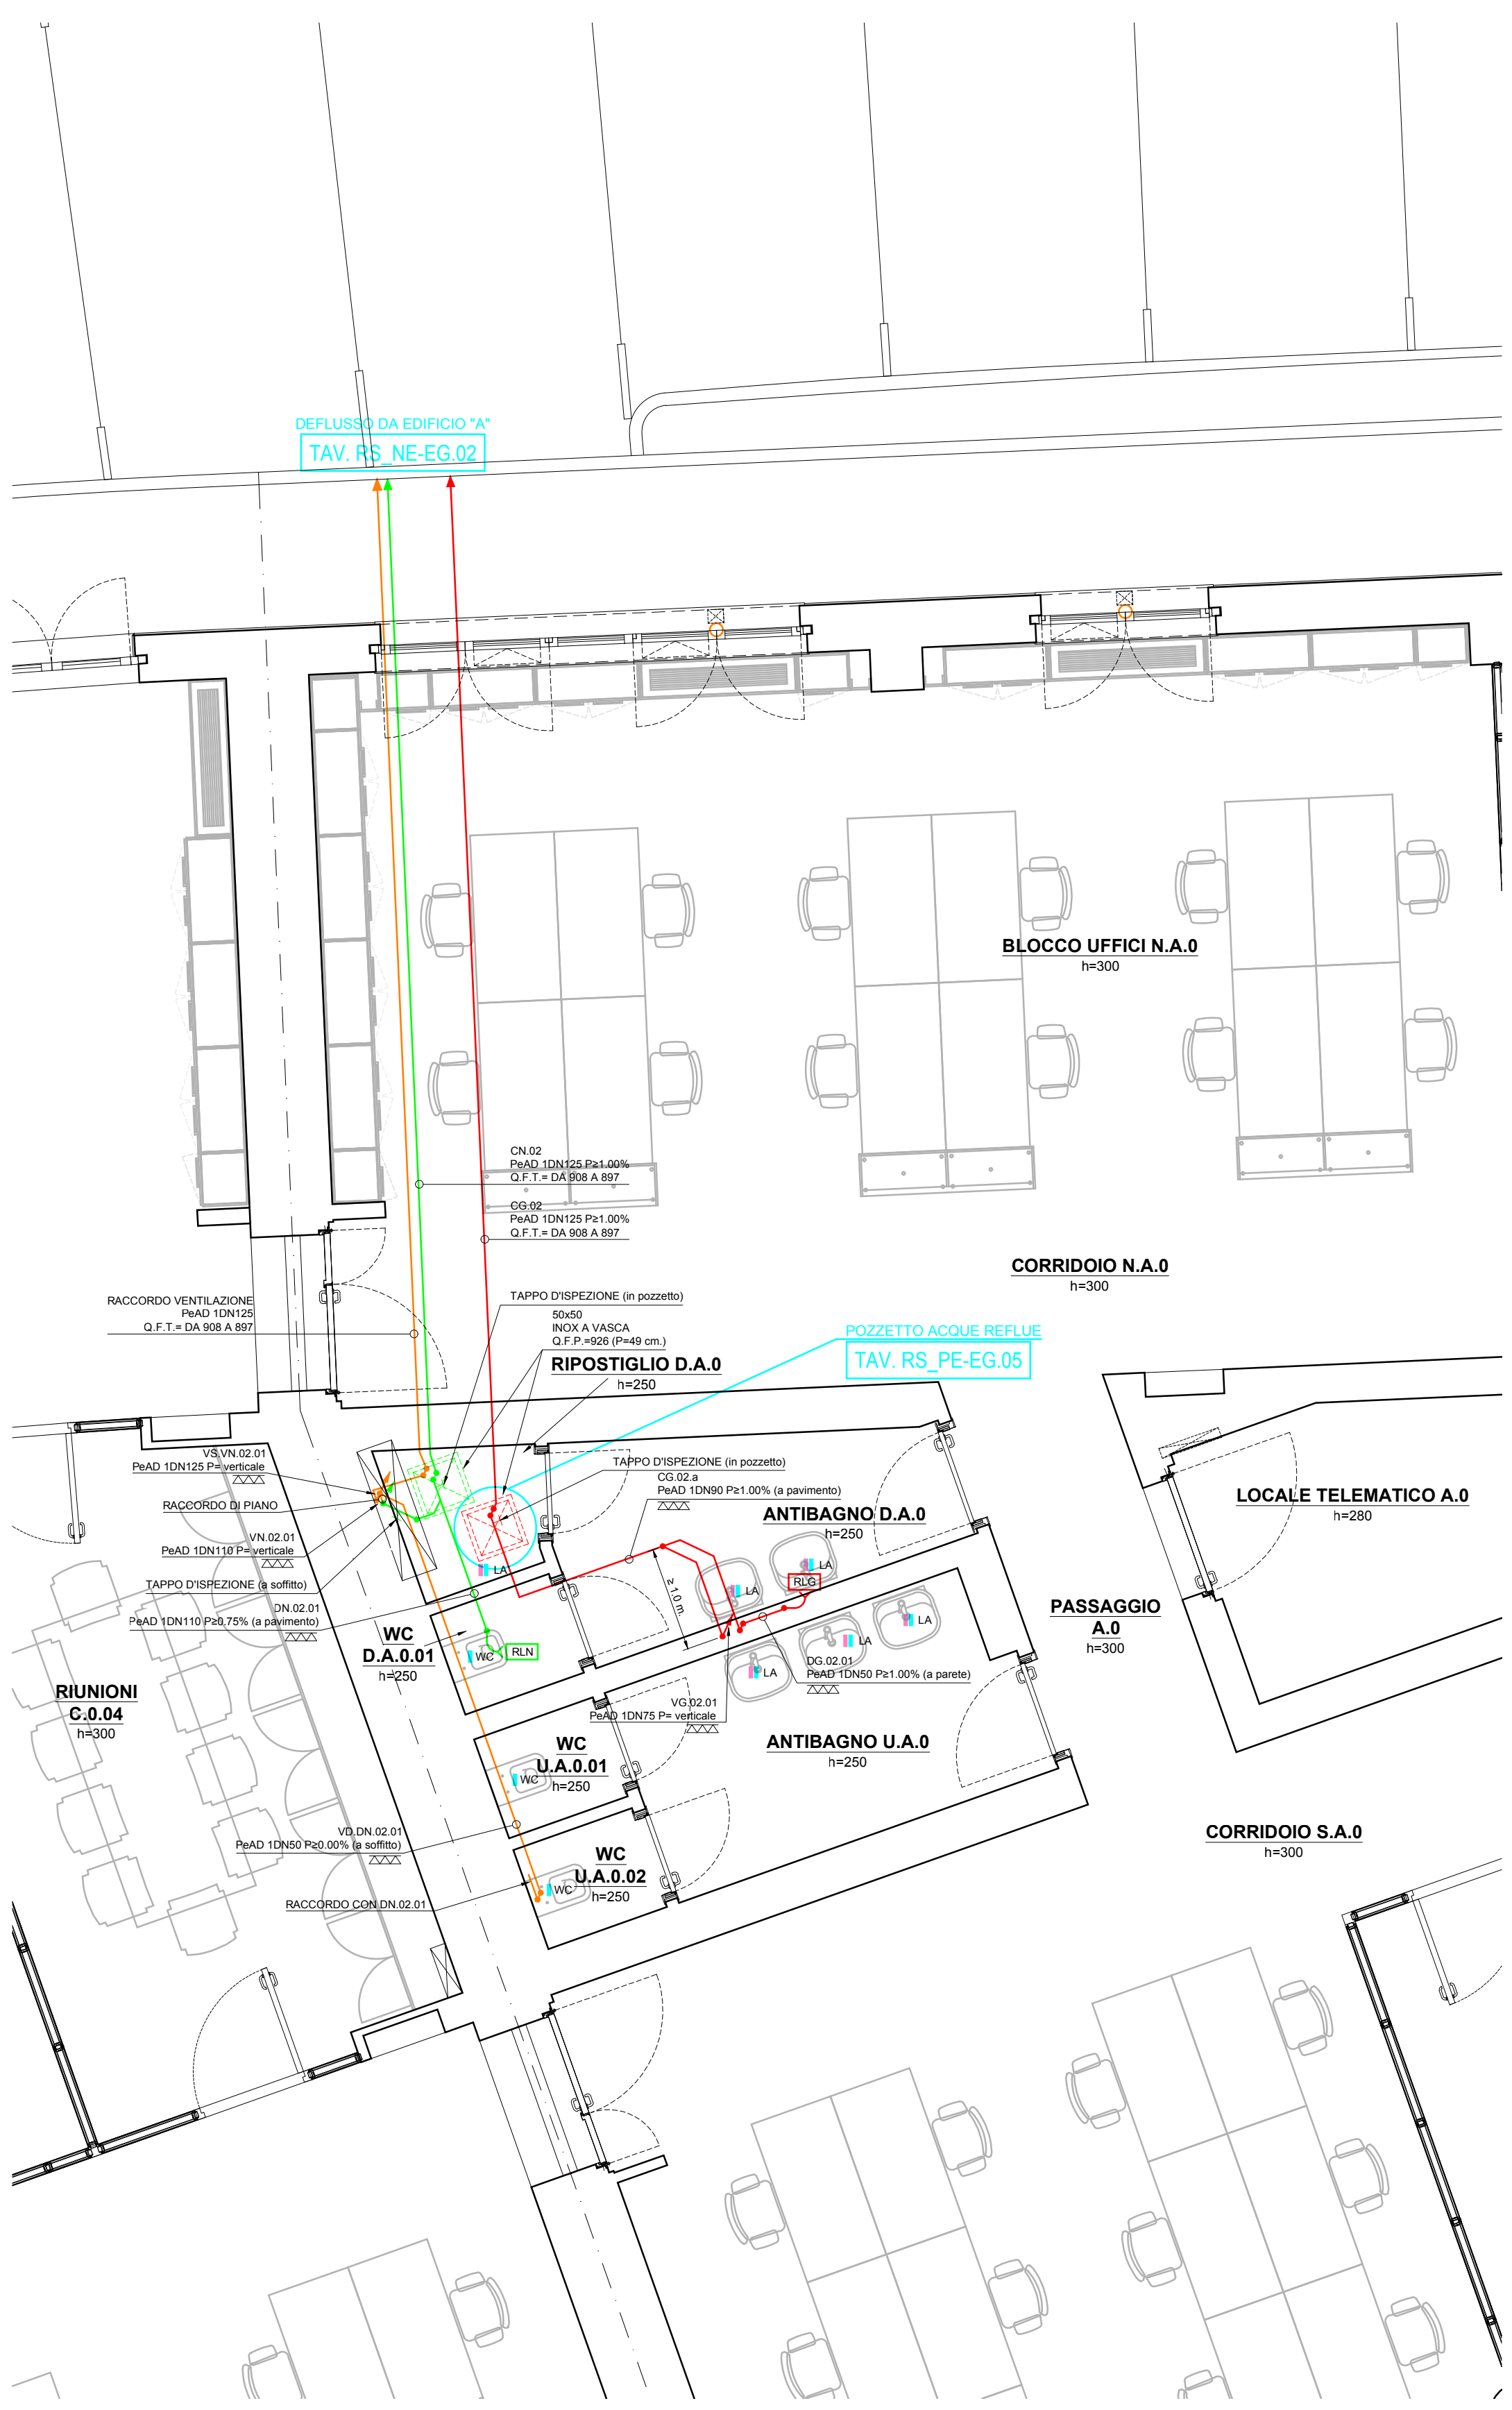 DEFLUSSO DA EDIFICIO "A"
TAV. RS_NE-EG.02
BLOCCO UFFICI N.A.0
h=300
CN.02
PeAD 1DN125 P≥1.00%
Q.F.T.= DA 908 A 897
CG.02
PeAD 1DN125 P≥1.00%
Q.F.T.= DA 908 A 897
CORRIDOIO N.A.0
h=300
RACCORDO VENTILAZIONE
PeAD 1DN125
Q.F.T.= DA 908 A 897
TAPPO D'ISPEZIONE (in pozzetto)
50x50
INOX A VASCA
Q.F.P.=926 (P=49 cm.)
RIPOSTIGLIO D.A.0
h=250
POZZETTO ACQUE REFLUE
TAV. RS_PE-EG.05
VS.VN.02.01
PeAD 1DN125 P= verticale
RACCORDO DI PIANO
VN.02.01
PeAD 1DN110 P= verticale
TAPPO D'ISPEZIONE (a soffitto)
DN.02.01
PeAD 1DN110 P≥0.75% (a pavimento)
TAPPO D'ISPEZIONE (in pozzetto)
CG.02.a
PeAD 1DN90 P≥1.00% (a pavimento)
ANTIBAGNO D.A.0
h=250
LOCALE TELEMATICO A.0
h=280
LA
LA
LA
RLG
≥ 1.0 m.
LA
LA
LA
WC
D.A.0.01
h=250
WC
RLN
PASSAGGIO
A.0
h=300
DG.02.01
PeAD 1DN50 P≥1.00% (a parete)
VG.02.01
PeAD 1DN75 P= verticale
RIUNIONI
C.0.04
h=300
WC
U.A.0.01
h=250
WC
ANTIBAGNO U.A.0
h=250
VD.DN.02.01
PeAD 1DN50 P≥0.00% (a soffitto)
WC
U.A.0.02
h=250
WC
RACCORDO CON DN.02.01
CORRIDOIO S.A.0
h=300